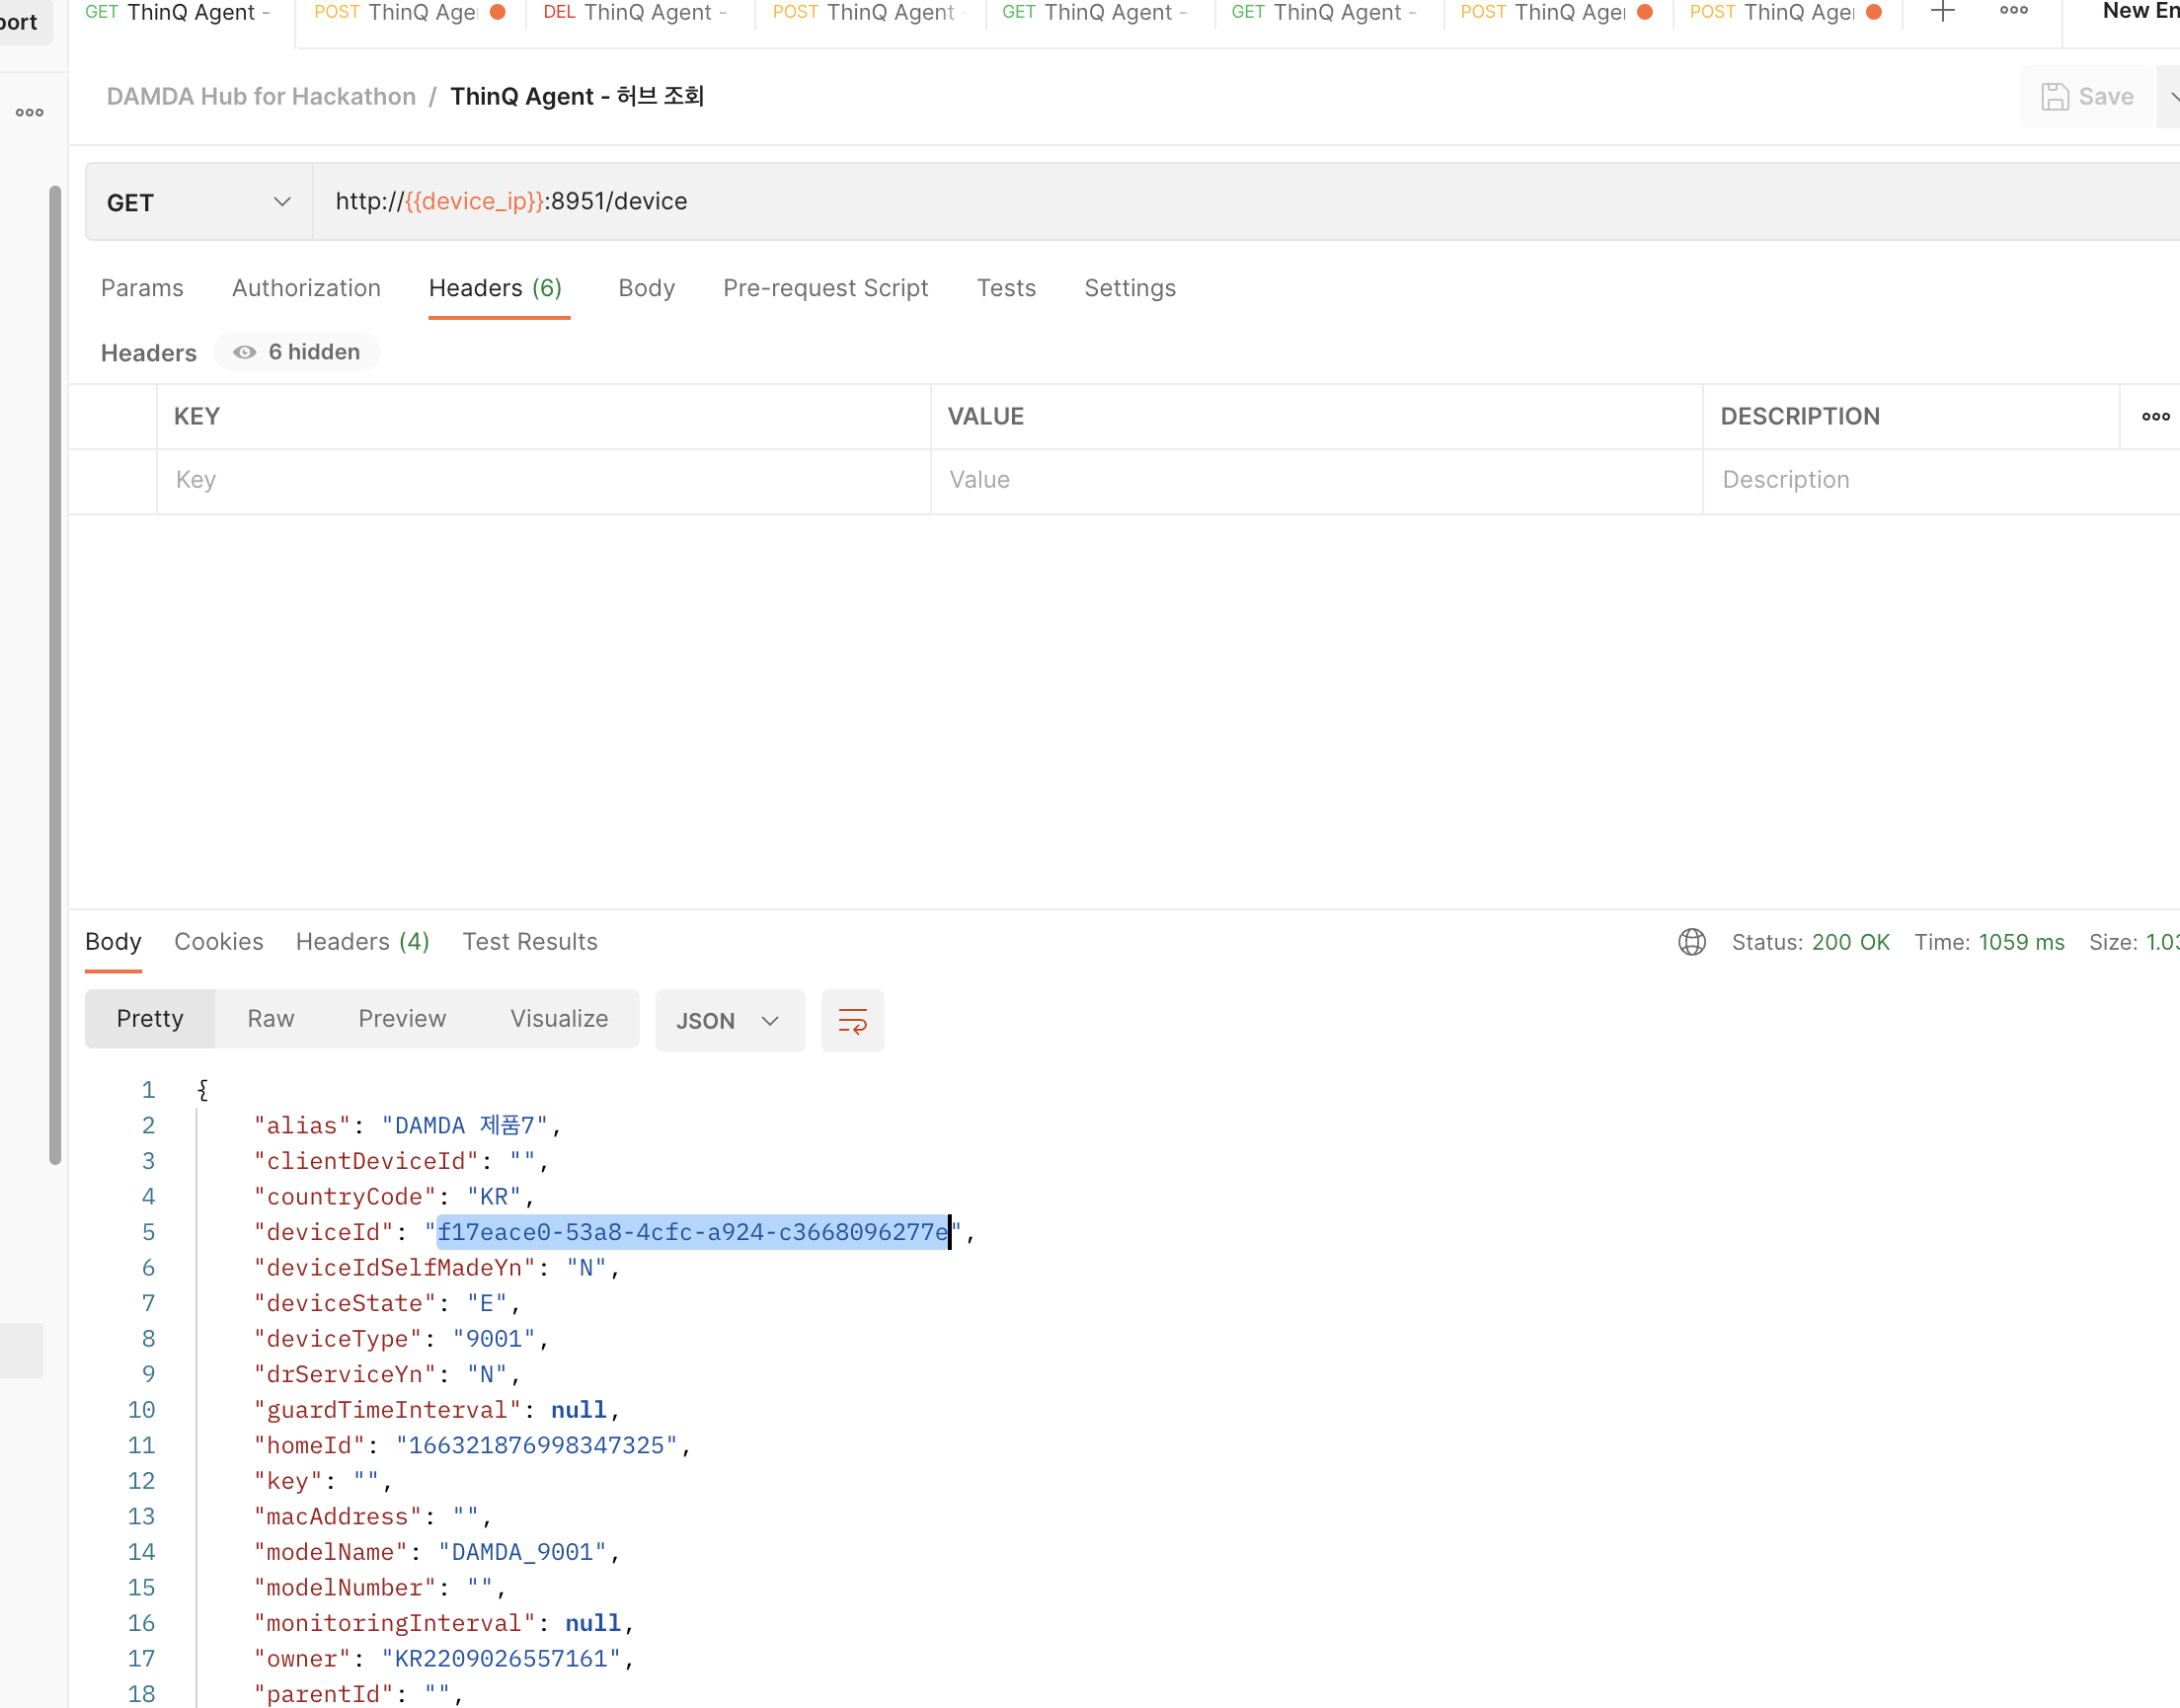 port
GET ThinQ Agent -
POST ThinQ Age
DEL ThinQ Agent -
POST ThinQ Agent -
GET ThinQ Agent -
GET ThinQ Agent -
POST ThinQ Age
POST ThinQ Age
New En
DAMDA Hub for Hackathon / ThinQ Agent - 허브 조회
Save
GET
http://{{device_ip}}:8951/device
Params Authorization Headers (6) Body Pre-request Script Tests Settings
Headers 6 hidden
KEY VALUE DESCRIPTION
Key Value Description
Body Cookies Headers (4) Test Results
Status: 200 OK Time: 1059 ms Size: 1.03
Pretty Raw Preview Visualize JSON
1 {
2 "alias": "DAMDA 제품7",
3 "clientDeviceId": "",
4 "countryCode": "KR",
5 "deviceId": "f17eace0-53a8-4cfc-a924-c3668096277e",
6 "deviceIdSelfMadeYn": "N",
7 "deviceState": "E",
8 "deviceType": "9001",
9 "drServiceYn": "N",
10 "guardTimeInterval": null,
11 "homeId": "166321876998347325",
12 "key": "",
13 "macAddress": "",
14 "modelName": "DAMDA_9001",
15 "modelNumber": "",
16 "monitoringInterval": null,
17 "owner": "KR2209026557161",
18 "parentId": "",